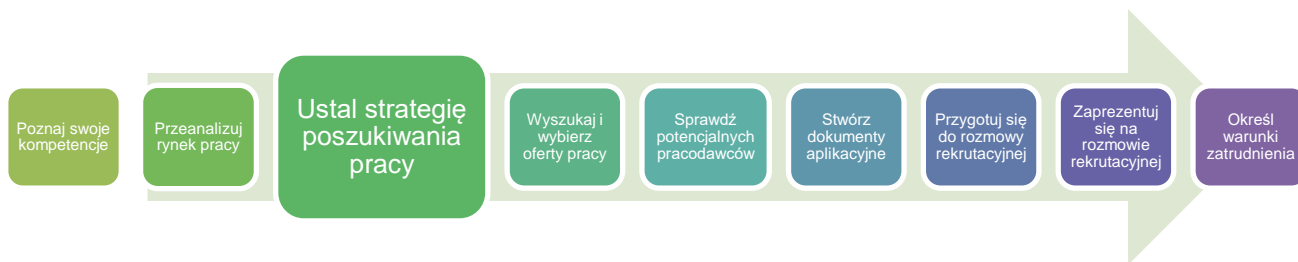 Poznaj swoje
kompetencje
Przeanalizuj
rynek pracy
Ustal strategię
poszukiwania
pracy
Wyszukaj i
wybierz
oferty pracy
Sprawdź
potencjalnych
pracodawców
Stwórz
dokumenty
aplikacyjne
Przygotuj się
do rozmowy
rekrutacyjnej
Zaprezentuj
się na
rozmowie
rekrutacyjnej
Określ
warunki
zatrudnienia